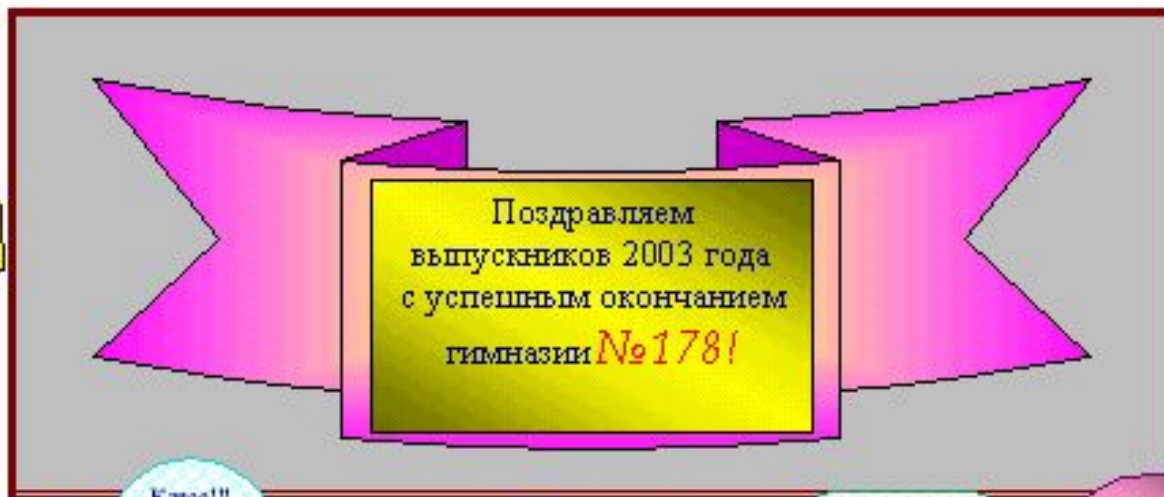 Поздравляем
выпускников 2003 года
с успешным окончанием
гимназии №178!